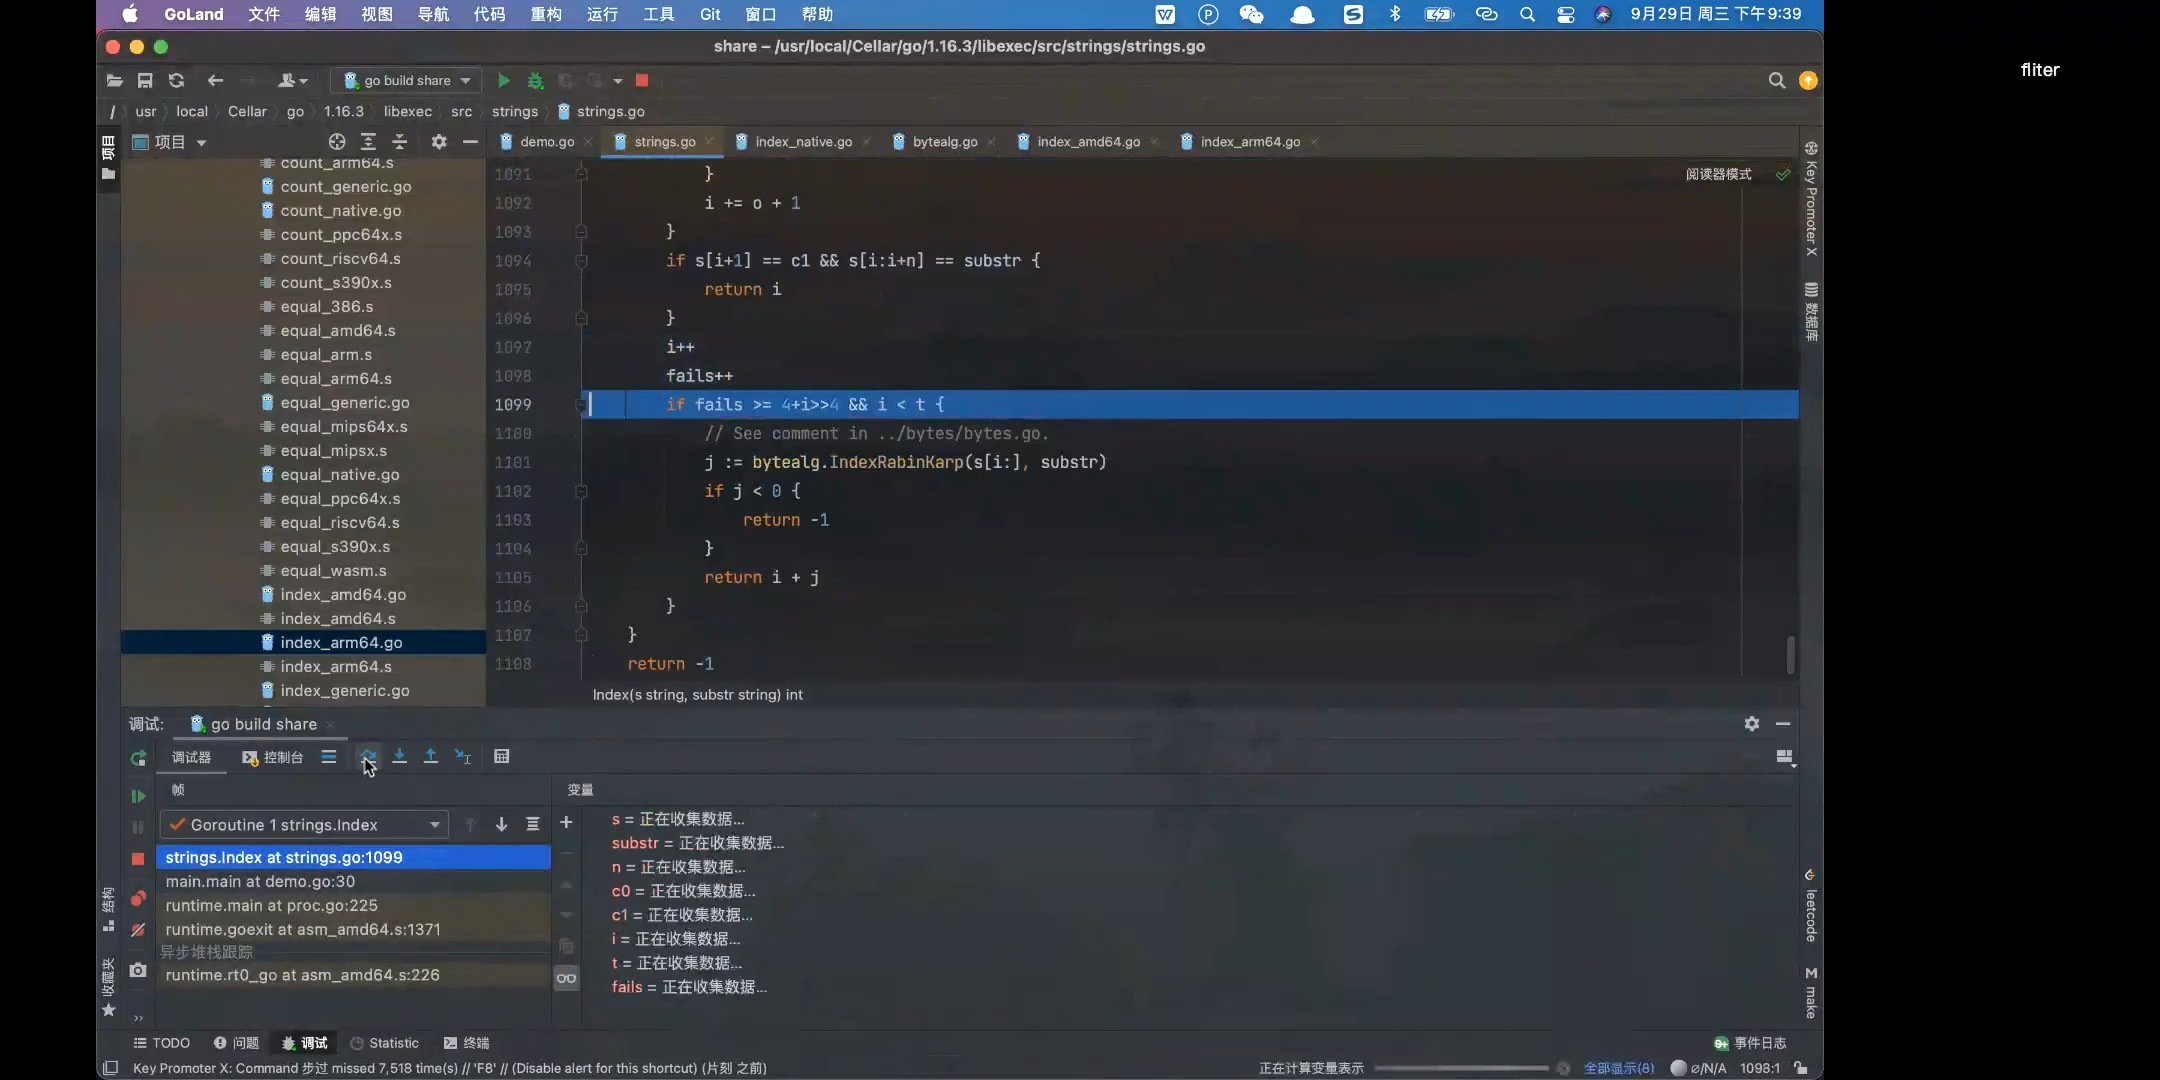 GoLand 文件 编辑 视图 导航 代码 重构 运行 工具 Git 窗口 帮助 9月29日 周三 下午9:39
fliter
share – /usr/local/Cellar/go/1.16.3/libexec/src/strings/strings.go
go build share
/ usr local Cellar go 1.16.3 libexec src strings strings.go
项目 demo.go strings.go index_native.go bytealg.go index_amd64.go index_arm64.go
项目
阅读器模式
Key Promoter X
数据库
count_arm64.s
count_generic.go
count_native.go
count_ppc64x.s
count_riscv64.s
count_s390x.s
equal_386.s
equal_amd64.s
equal_arm.s
equal_arm64.s
equal_generic.go
equal_mips64x.s
equal_mipsx.s
equal_native.go
equal_ppc64x.s
equal_riscv64.s
equal_s390x.s
equal_wasm.s
index_amd64.go
index_amd64.s
index_arm64.go
index_arm64.s
index_generic.go
1091 }
1092 i += o + 1
1093 }
1094 if s[i+1] == c1 && s[i:i+n] == substr {
1095 return i
1096 }
1097 i++
1098 fails++
1099 if fails >= 4+i>>4 && i < t {
1100 // See comment in ../bytes/bytes.go.
1101 j := bytealg.IndexRabinKarp(s[i:], substr)
1102 if j < 0 {
1103 return -1
1104 }
1105 return i + j
1106 }
1107 }
1108 return -1
Index(s string, substr string) int
调试: go build share
调试器 控制台
帧 变量
Goroutine 1 strings.Index
strings.Index at strings.go:1099
main.main at demo.go:30
runtime.main at proc.go:225
runtime.goexit at asm_amd64.s:1371
异步堆栈跟踪
runtime.rt0_go at asm_amd64.s:226
s = 正在收集数据...
substr = 正在收集数据...
n = 正在收集数据...
c0 = 正在收集数据...
c1 = 正在收集数据...
i = 正在收集数据...
t = 正在收集数据...
fails = 正在收集数据...
结构
收藏夹
leetcode
make
TODO 问题 调试 Statistic 终端 9+ 事件日志
Key Promoter X: Command 步过 missed 7,518 time(s) // 'F8' // (Disable alert for this shortcut) (片刻 之前) 正在计算变量表示 全部显示(8) ⌀/N/A 1098:1